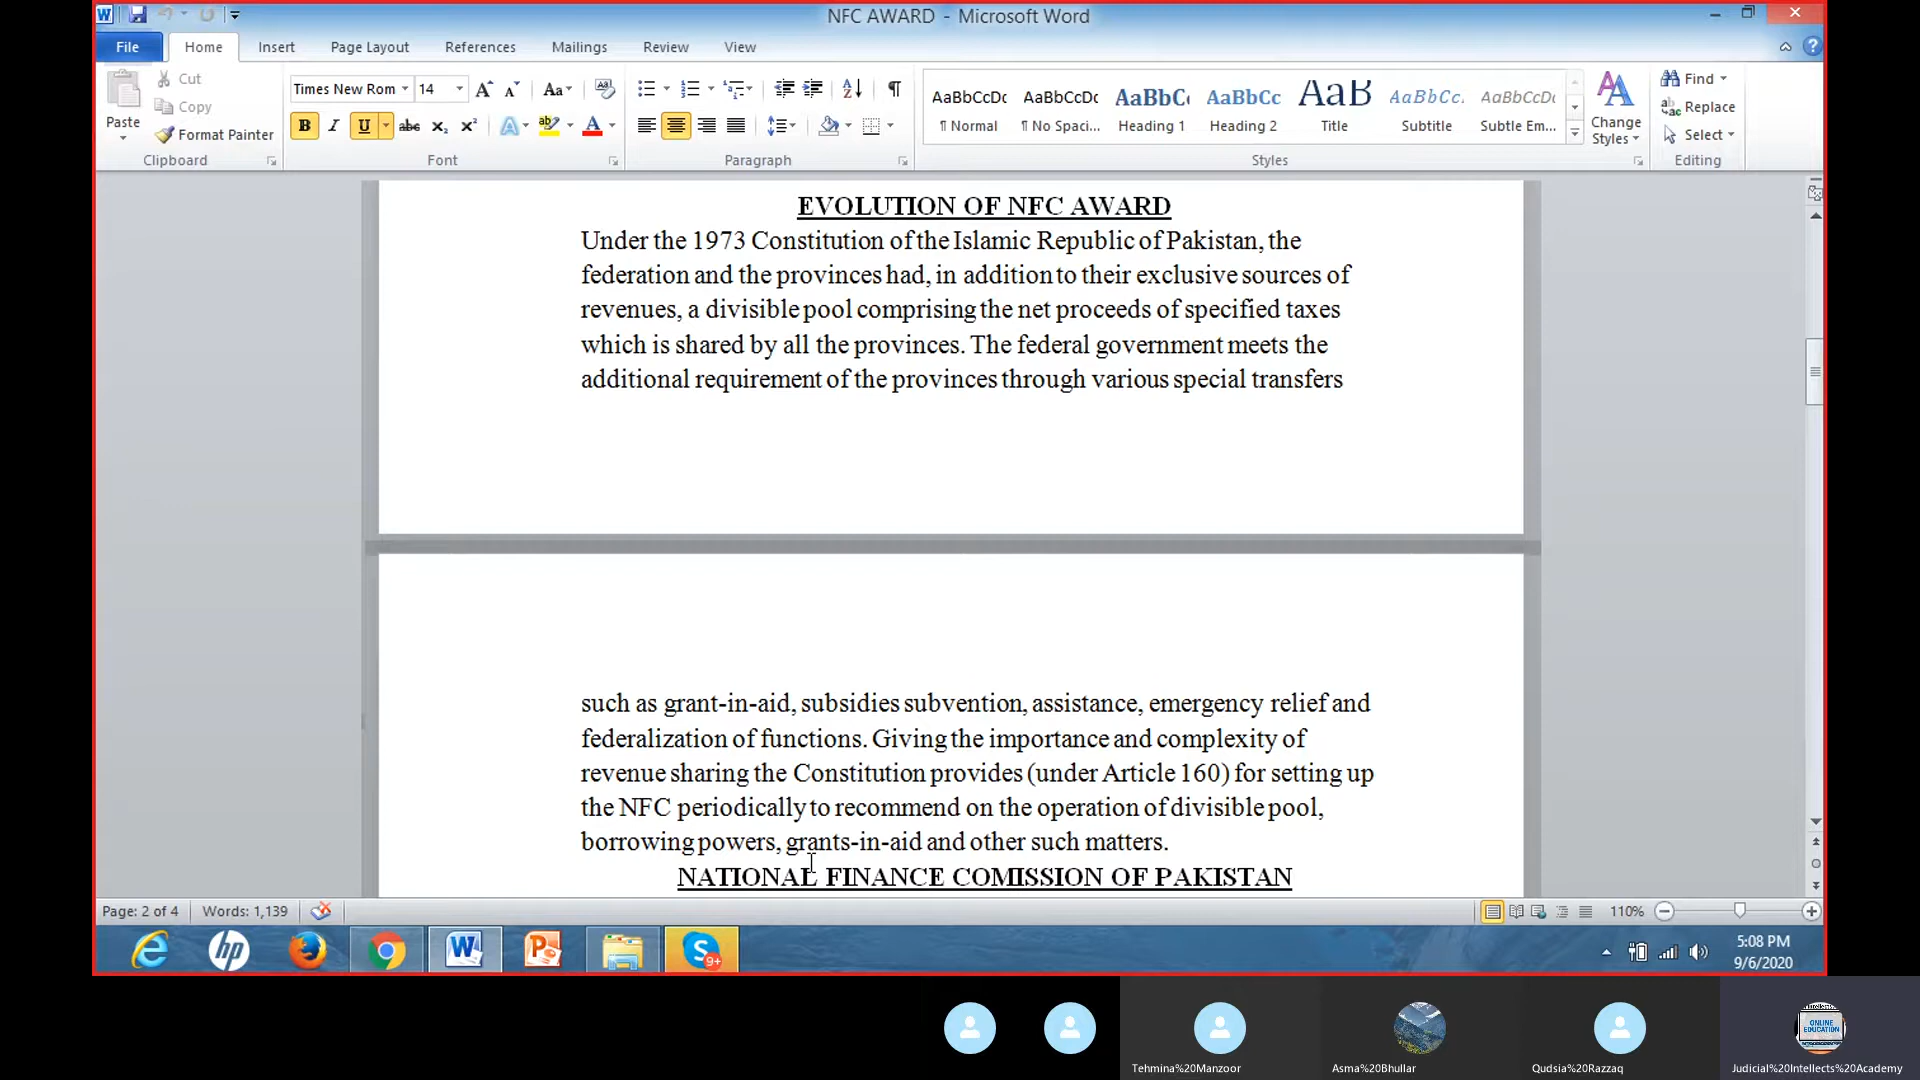 NFC AWARD - Microsoft Word
File Home Insert Page Layout References Mailings Review View
Paste
Cut
Copy
Format Painter
Clipboard
Times New Rom 14
Font
Paragraph
AaBbCcDc AaBbCcDc AaBbC AaBbCc AaB AaBbCc. AaBbCcDc
¶ Normal ¶ No Spaci... Heading 1 Heading 2 Title Subtitle Subtle Em...
Styles
Change
Styles
Find
Replace
Select
Editing
EVOLUTION OF NFC AWARD
Under the 1973 Constitution of the Islamic Republic of Pakistan, the
federation and the provinces had, in addition to their exclusive sources of
revenues, a divisible pool comprising the net proceeds of specified taxes
which is shared by all the provinces. The federal government meets the
additional requirement of the provinces through various special transfers
such as grant-in-aid, subsidies subvention, assistance, emergency relief and
federalization of functions. Giving the importance and complexity of
revenue sharing the Constitution provides (under Article 160) for setting up
the NFC periodically to recommend on the operation of divisible pool,
borrowing powers, grants-in-aid and other such matters.
NATIONAL FINANCE COMISSION OF PAKISTAN
Page: 2 of 4 Words: 1,139 110%
9+
5:08 PM
9/6/2020
ONLINE
EDUCATION
Tehmina%20Manzoor Asma%20Bhullar Qudsia%20Razzaq Judicial%20Intellects%20Academy